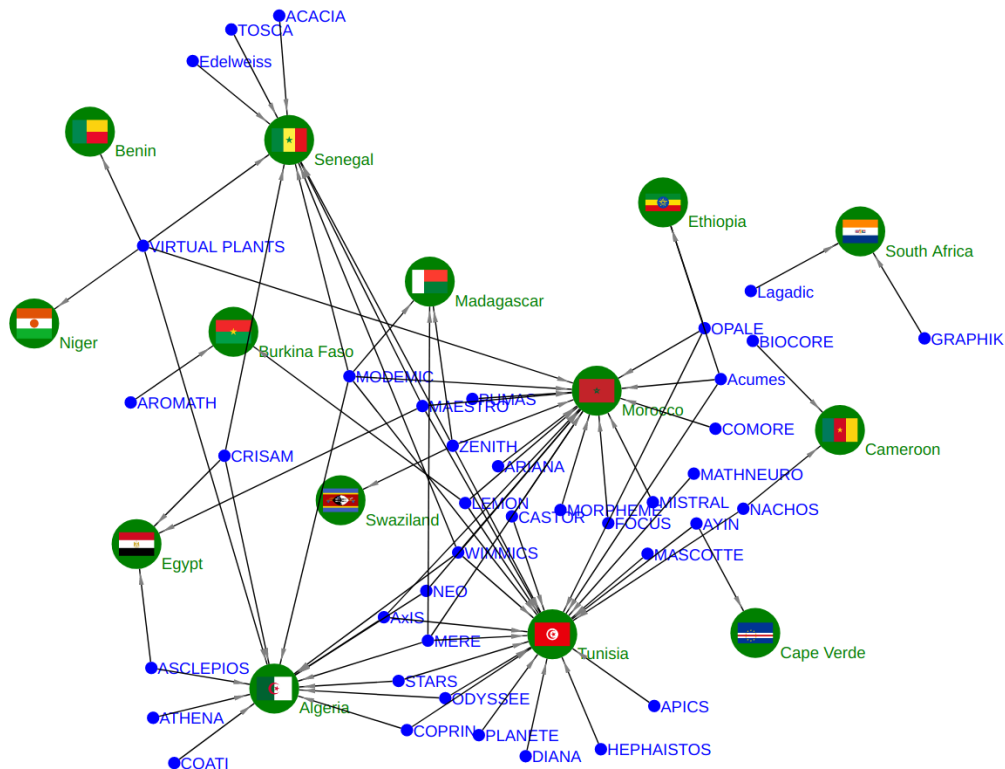 ACACIA
TOSCA
Edelweiss
Benin
Senegal
Ethiopia
VIRTUAL PLANTS
South Africa
Lagadic
Madagascar
Niger
Burkina Faso
OPALE
BIOCORE
GRAPHIK
MODEMIC
Acumes
AROMATH
PUMAS
MAESTRO
Morocco
COMORE
ZENITH
Cameroon
CRISAM
ARIANA
MATHNEURO
LEMON
MORPHEME
MISTRAL
NACHOS
Swaziland
CASTOR
FOCUS
AYIN
Egypt
WIMMICS
MASCOTTE
NEO
AxIS
MERE
Tunisia
Cape Verde
ASCLEPIOS
STARS
ODYSSEE
Algeria
APICS
ATHENA
COPRIN
PLANETE
HEPHAISTOS
DIANA
COATI